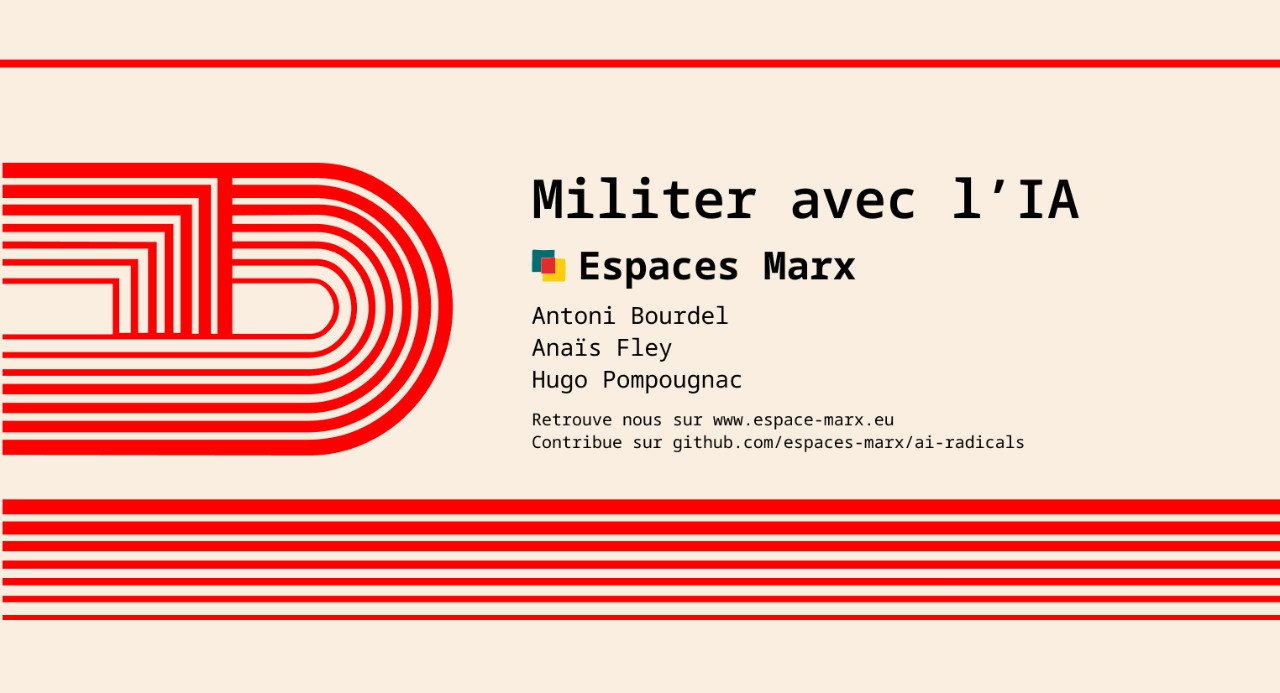 Militer avec l’IA
Espaces Marx
Antoni Bourdel
Anaïs Fley
Hugo Pompougnac
Retrouve nous sur www.espace-marx.eu
Contribue sur github.com/espaces-marx/ai-radicals